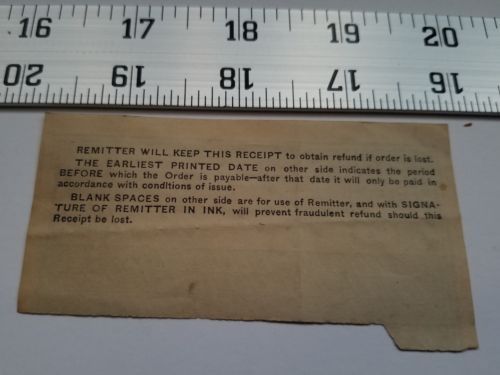 16 17 18 19 20
20 19 18 17 16
REMITTER WILL KEEP THIS RECEIPT to obtain refund if order is lost.
THE EARLIEST PRINTED DATE on other side indicates the period
BEFORE which the Order is payable—after that date it will only be paid in
accordance with conditions of issue.
BLANK SPACES on other side are for use of Remitter, and with SIGNA-
TURE OF REMITTER IN INK, will prevent fraudulent refund should this
Receipt be lost.